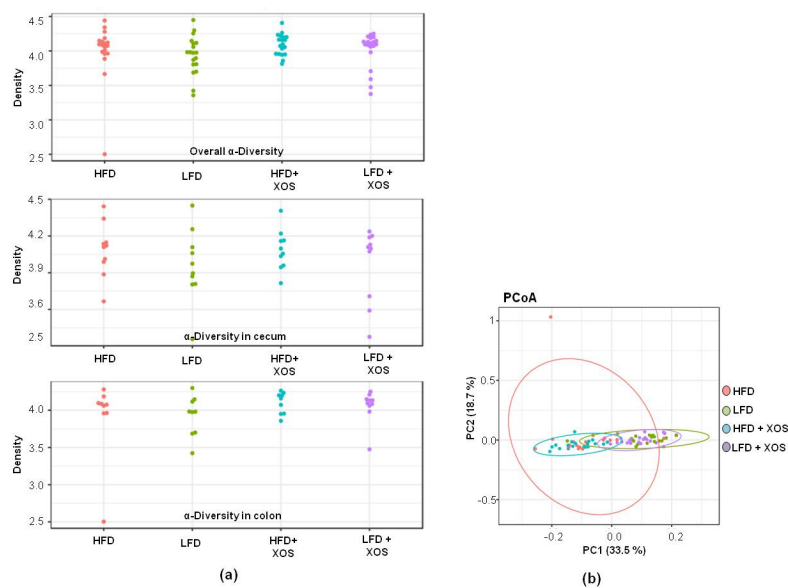 4.5
4.0
3.5
3.0
2.5
Density
Overall α-Diversity
HFD
LFD
HFD+
XOS
LFD +
XOS
4.5
4.2
3.9
3.6
2.5
Density
α-Diversity in cecum
HFD
LFD
HFD+
XOS
LFD +
XOS
4.0
3.5
3.0
2.5
Density
α-Diversity in colon
HFD
LFD
HFD+
XOS
LFD +
XOS
(a)
PCoA
1
0.5
0.0
-0.5
PC2 (18.7 %)
-0.2
0.0
0.2
PC1 (33.5 %)
HFD
LFD
HFD + XOS
LFD + XOS
(b)